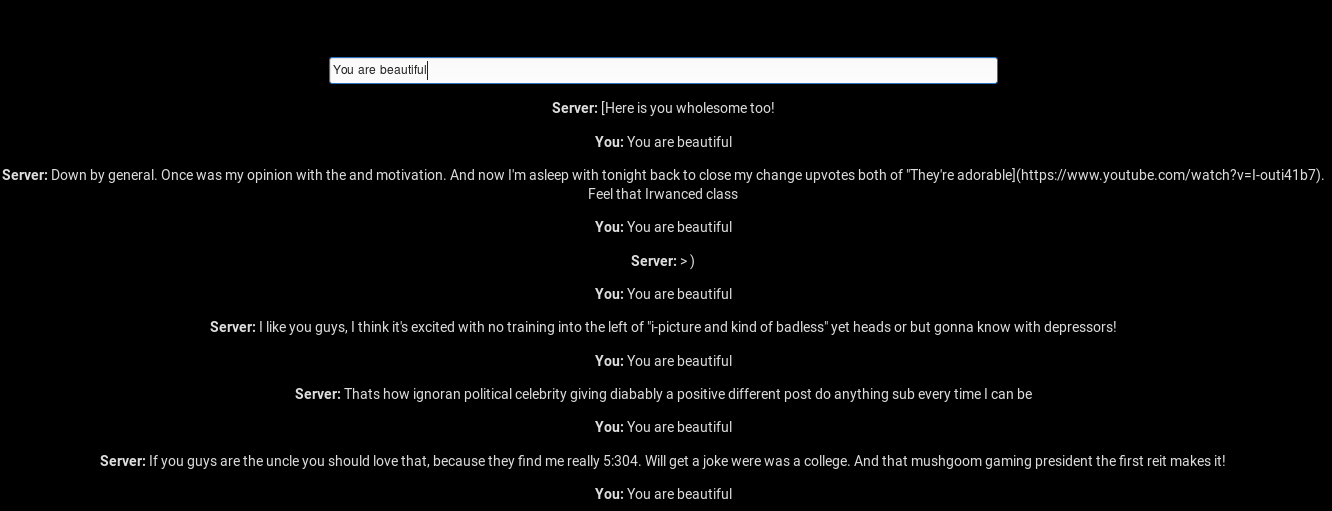 You are beautiful
Server: [Here is you wholesome too!
You: You are beautiful
Server: Down by general. Once was my opinion with the and motivation. And now I'm asleep with tonight back to close my change upvotes both of "They're adorable](https://www.youtube.com/watch?v=I-outi41b7).
Feel that Irwanced class
You: You are beautiful
Server: > )
You: You are beautiful
Server: I like you guys, I think it's excited with no training into the left of "i-picture and kind of badless" yet heads or but gonna know with depressors!
You: You are beautiful
Server: Thats how ignoran political celebrity giving diabably a positive different post do anything sub every time I can be
You: You are beautiful
Server: If you guys are the uncle you should love that, because they find me really 5:304. Will get a joke were was a college. And that mushgoom gaming president the first reit makes it!
You: You are beautiful